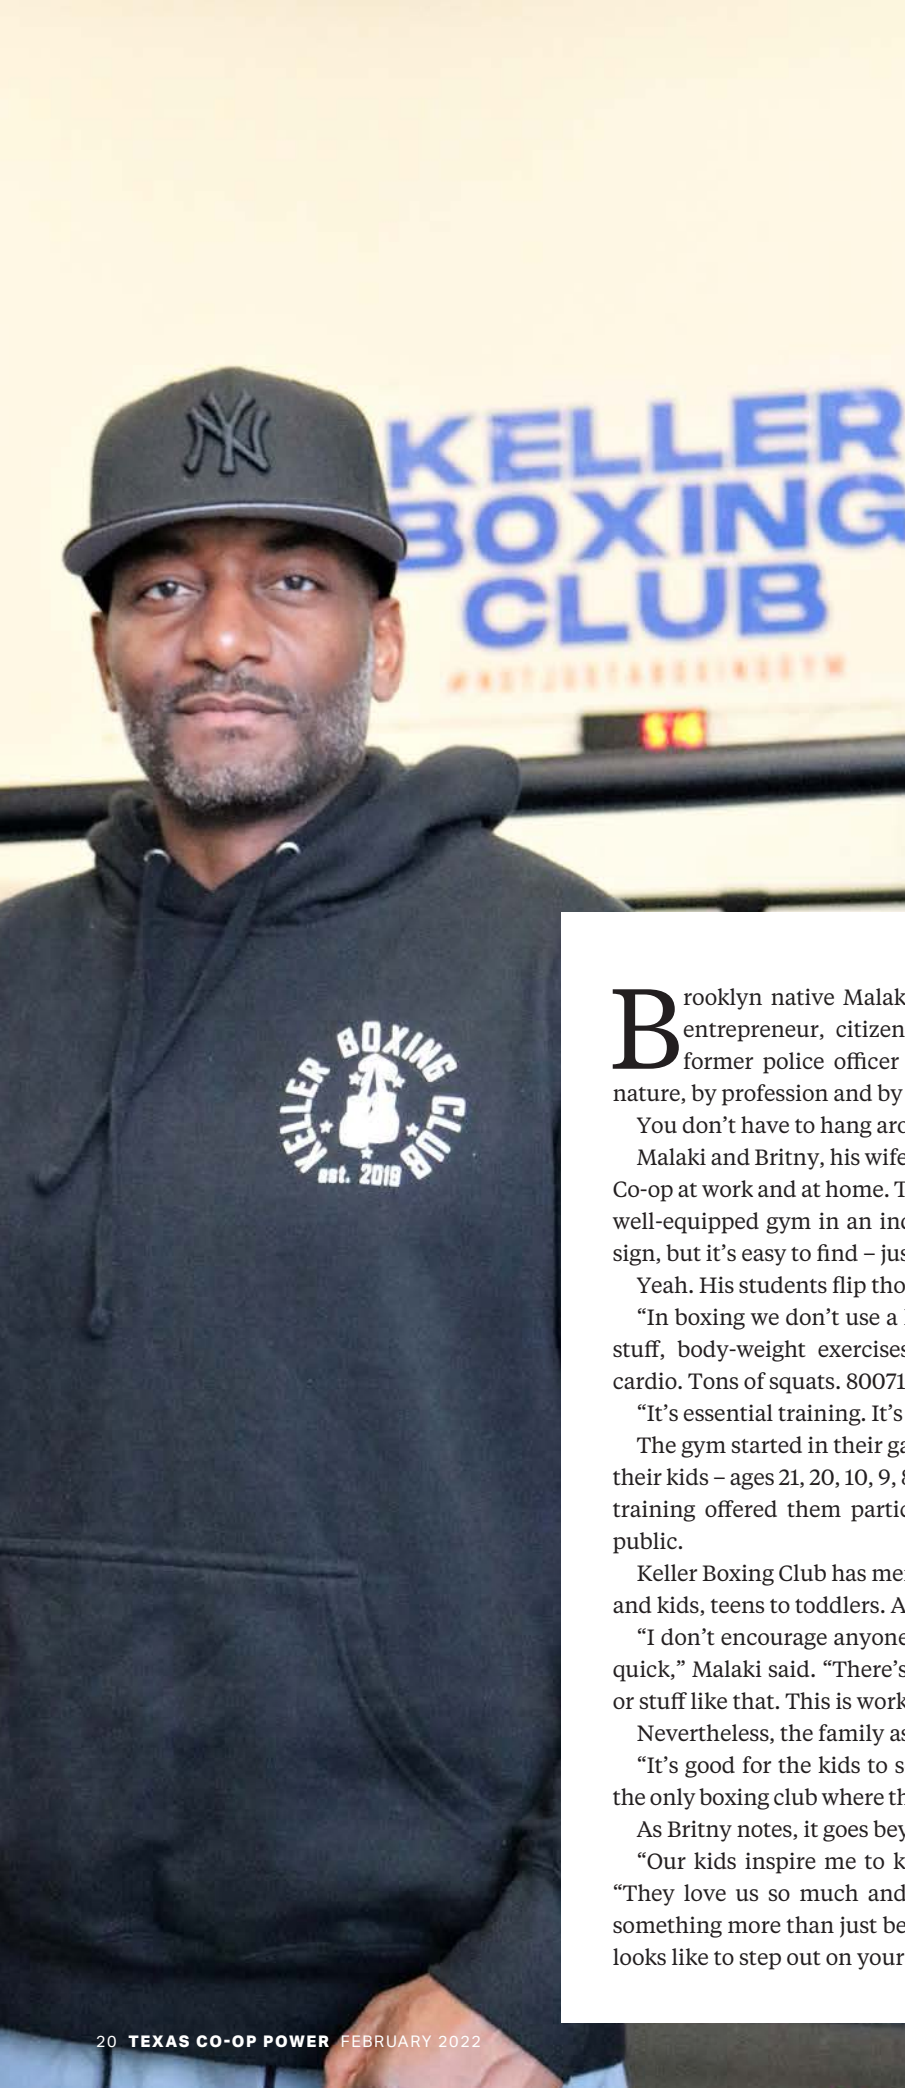 NY
KELLER
BOXING
CLUB
#NOTJUSTABOXINGGYM
KELLER BOXING CLUB
est. 2019
Brooklyn native Malak
entrepreneur, citizen
former police officer
nature, by profession and by
You don’t have to hang aro
Malaki and Britny, his wife
Co-op at work and at home. T
well-equipped gym in an ind
sign, but it’s easy to find – jus
Yeah. His students flip tho
“In boxing we don’t use a
stuff, body-weight exercises
cardio. Tons of squats. 80071
“It’s essential training. It’s
The gym started in their ga
their kids – ages 21, 20, 10, 9, 8
training offered them partic
public.
Keller Boxing Club has me
and kids, teens to toddlers. A
“I don’t encourage anyone
quick,” Malaki said. “There’s
or stuff like that. This is work
Nevertheless, the family as
“It’s good for the kids to s
the only boxing club where th
As Britny notes, it goes bey
“Our kids inspire me to k
“They love us so much and
something more than just be
looks like to step out on your
20 TEXAS CO-OP POWER FEBRUARY 2022